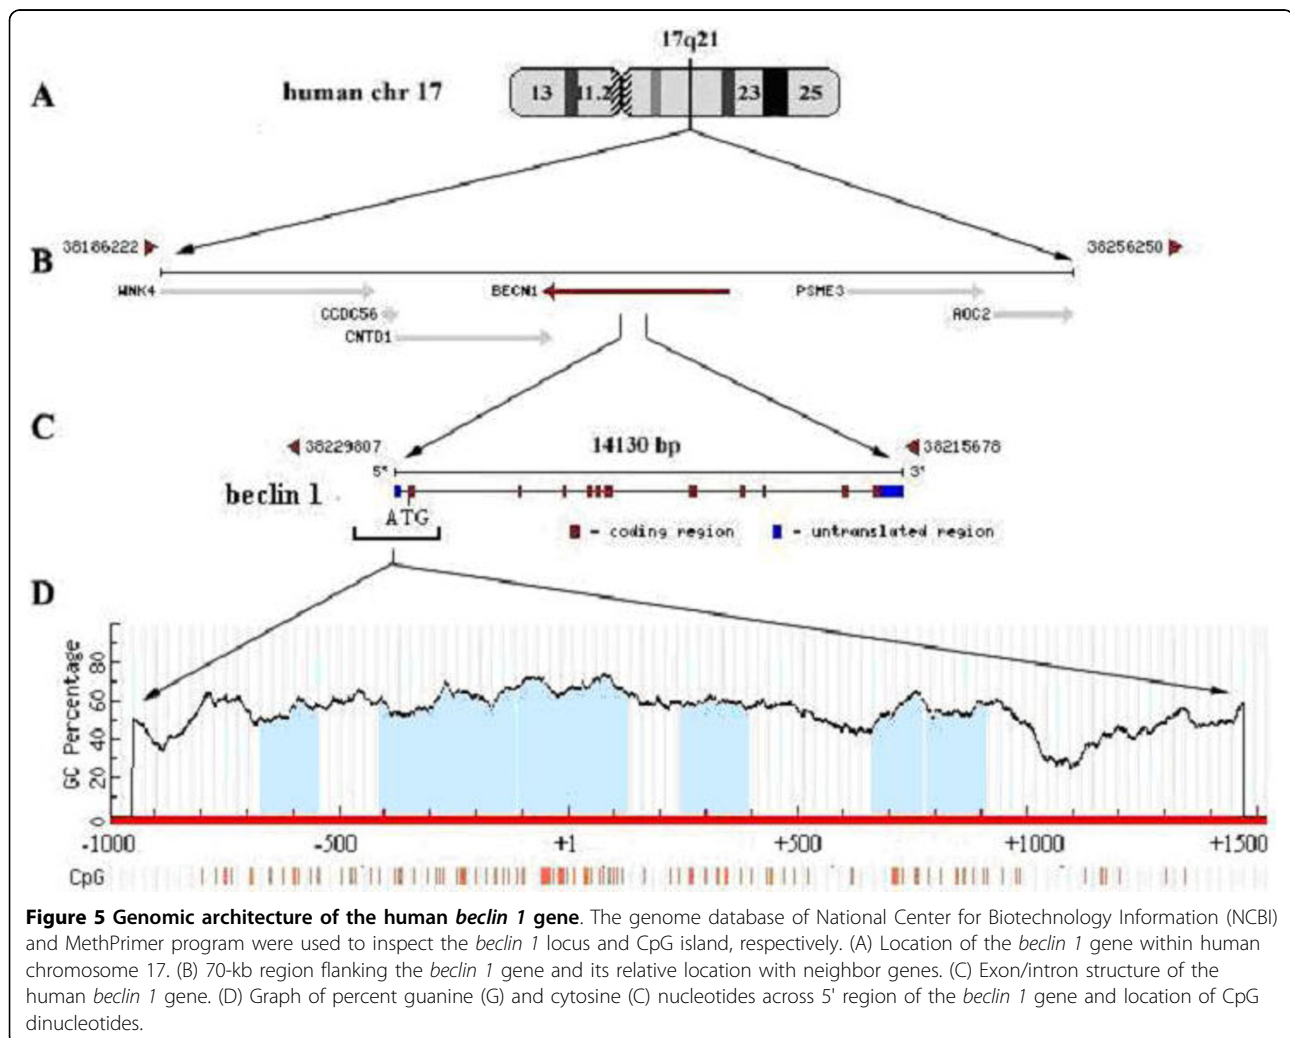 17q21
A
human chr 17
13 11.2 23 25
38186222 38256250
B
WNK4 BECN1 PSME3
CCDC56 AOC2
CNTD1
C
38229807 14130 bp 38215678
5" 3"
beclin 1
ATG
- coding region - untranslated region
D
GC Percentage
0 20 40 60 80
-1000 -500 +1 +500 +1000 +1500
CpG
Figure 5 Genomic architecture of the human beclin 1 gene. The genome database of National Center for Biotechnology Information (NCBI)
and MethPrimer program were used to inspect the beclin 1 locus and CpG island, respectively. (A) Location of the beclin 1 gene within human
chromosome 17. (B) 70-kb region flanking the beclin 1 gene and its relative location with neighbor genes. (C) Exon/intron structure of the
human beclin 1 gene. (D) Graph of percent guanine (G) and cytosine (C) nucleotides across 5' region of the beclin 1 gene and location of CpG
dinucleotides.